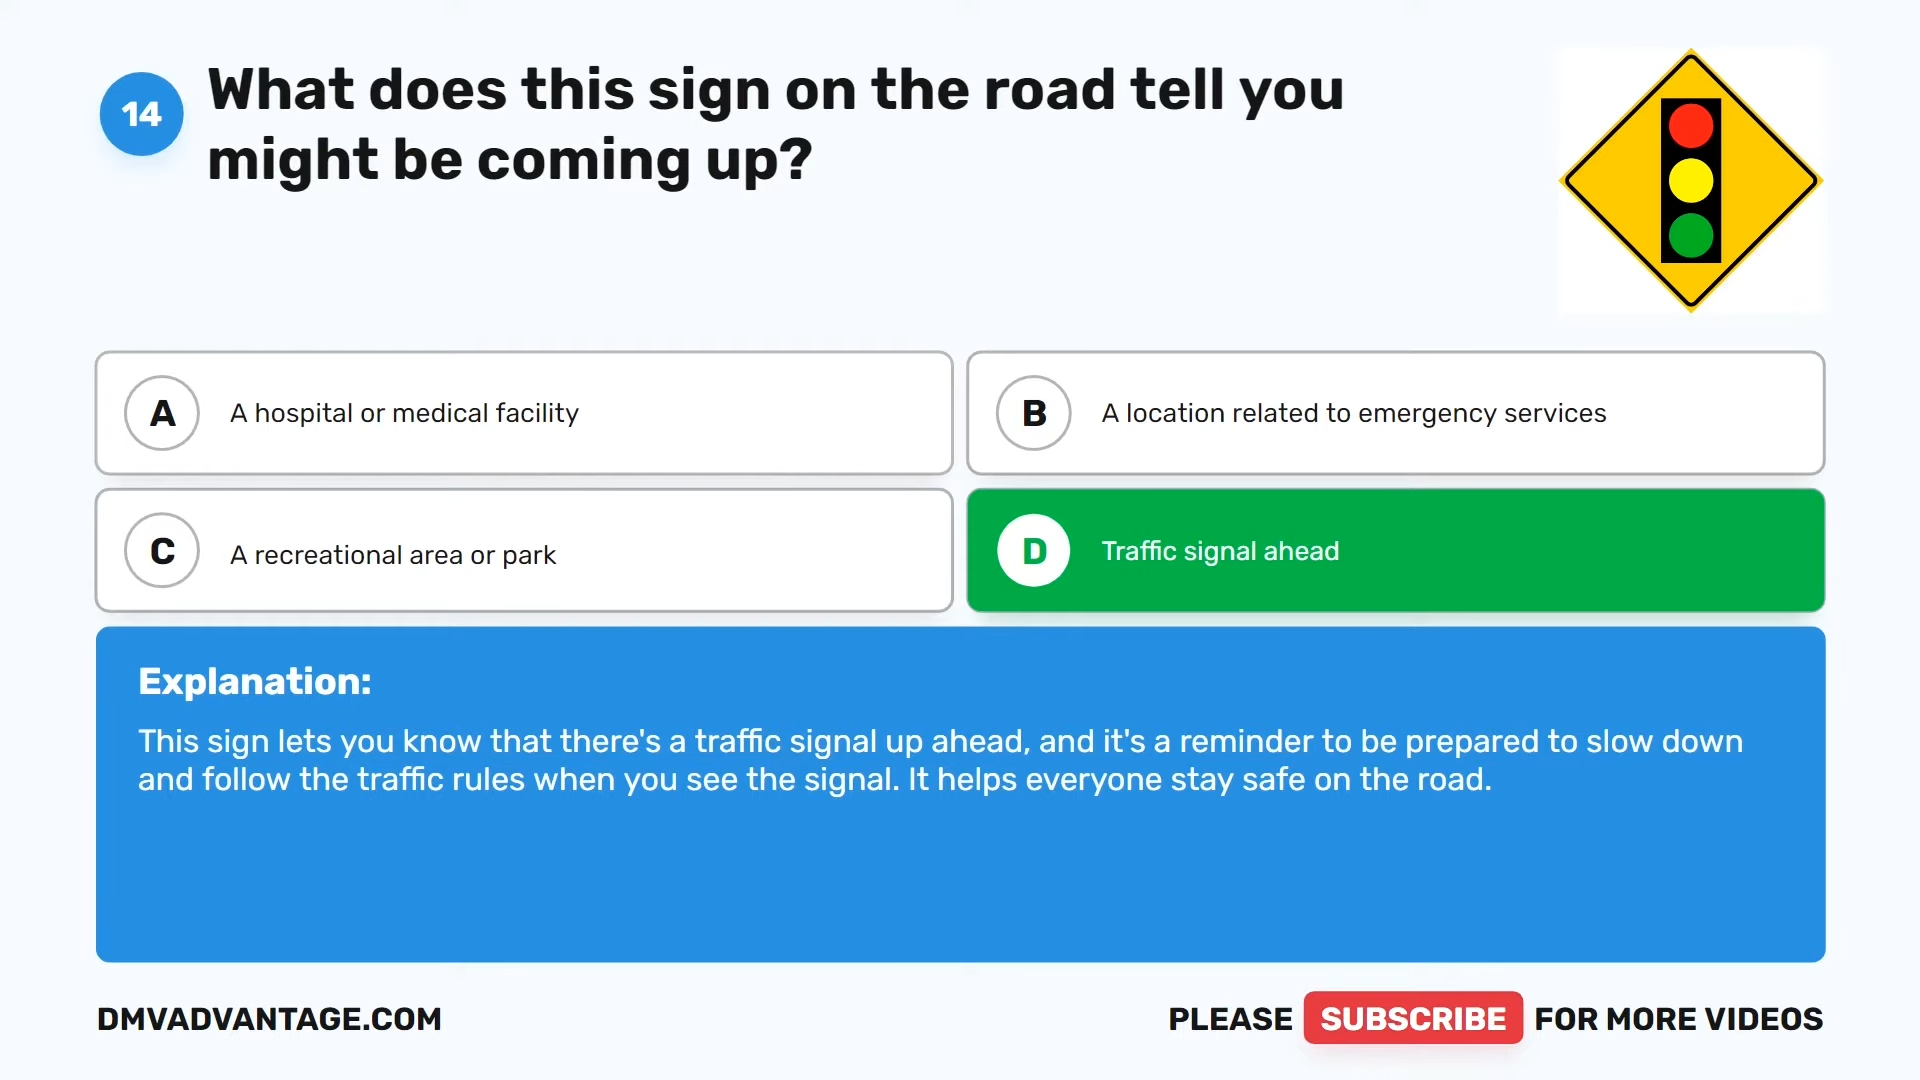 14
What does this sign on the road tell you
might be coming up?
A
A hospital or medical facility
B
A location related to emergency services
C
A recreational area or park
D
Traffic signal ahead
Explanation:
This sign lets you know that there's a traffic signal up ahead, and it's a reminder to be prepared to slow down
and follow the traffic rules when you see the signal. It helps everyone stay safe on the road.
DMVADVANTAGE.COM
PLEASE SUBSCRIBE FOR MORE VIDEOS